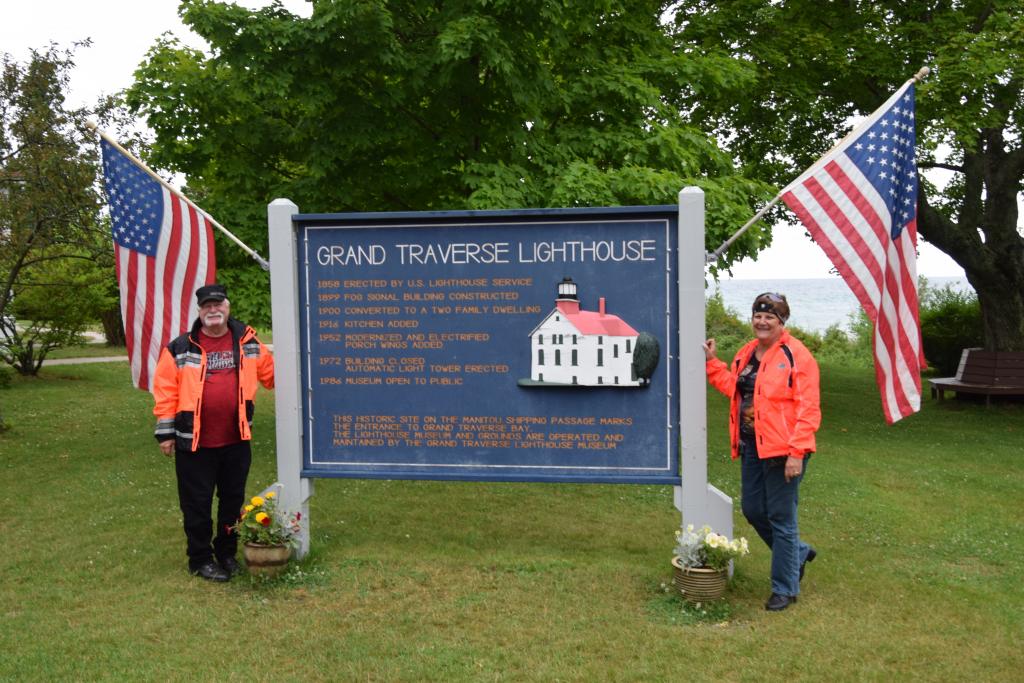 GRAND TRAVERSE LIGHTHOUSE
1858 ERECTED BY U.S. LIGHTHOUSE SERVICE
1899 FOG SIGNAL BUILDING CONSTRUCTED
1900 CONVERTED TO A TWO FAMILY DWELLING
1916 KITCHEN ADDED
1952 MODERNIZED AND ELECTRIFIED
PORCH WINGS ADDED
1972 BUILDING CLOSED
AUTOMATIC LIGHT TOWER ERECTED
1986 MUSEUM OPEN TO PUBLIC
THIS HISTORIC SITE ON THE MANITOU SHIPPING PASSAGE MARKS
THE ENTRANCE TO GRAND TRAVERSE BAY.
THE LIGHTHOUSE MUSEUM AND GROUNDS ARE OPERATED AND
MAINTAINED BY THE GRAND TRAVERSE LIGHTHOUSE MUSEUM